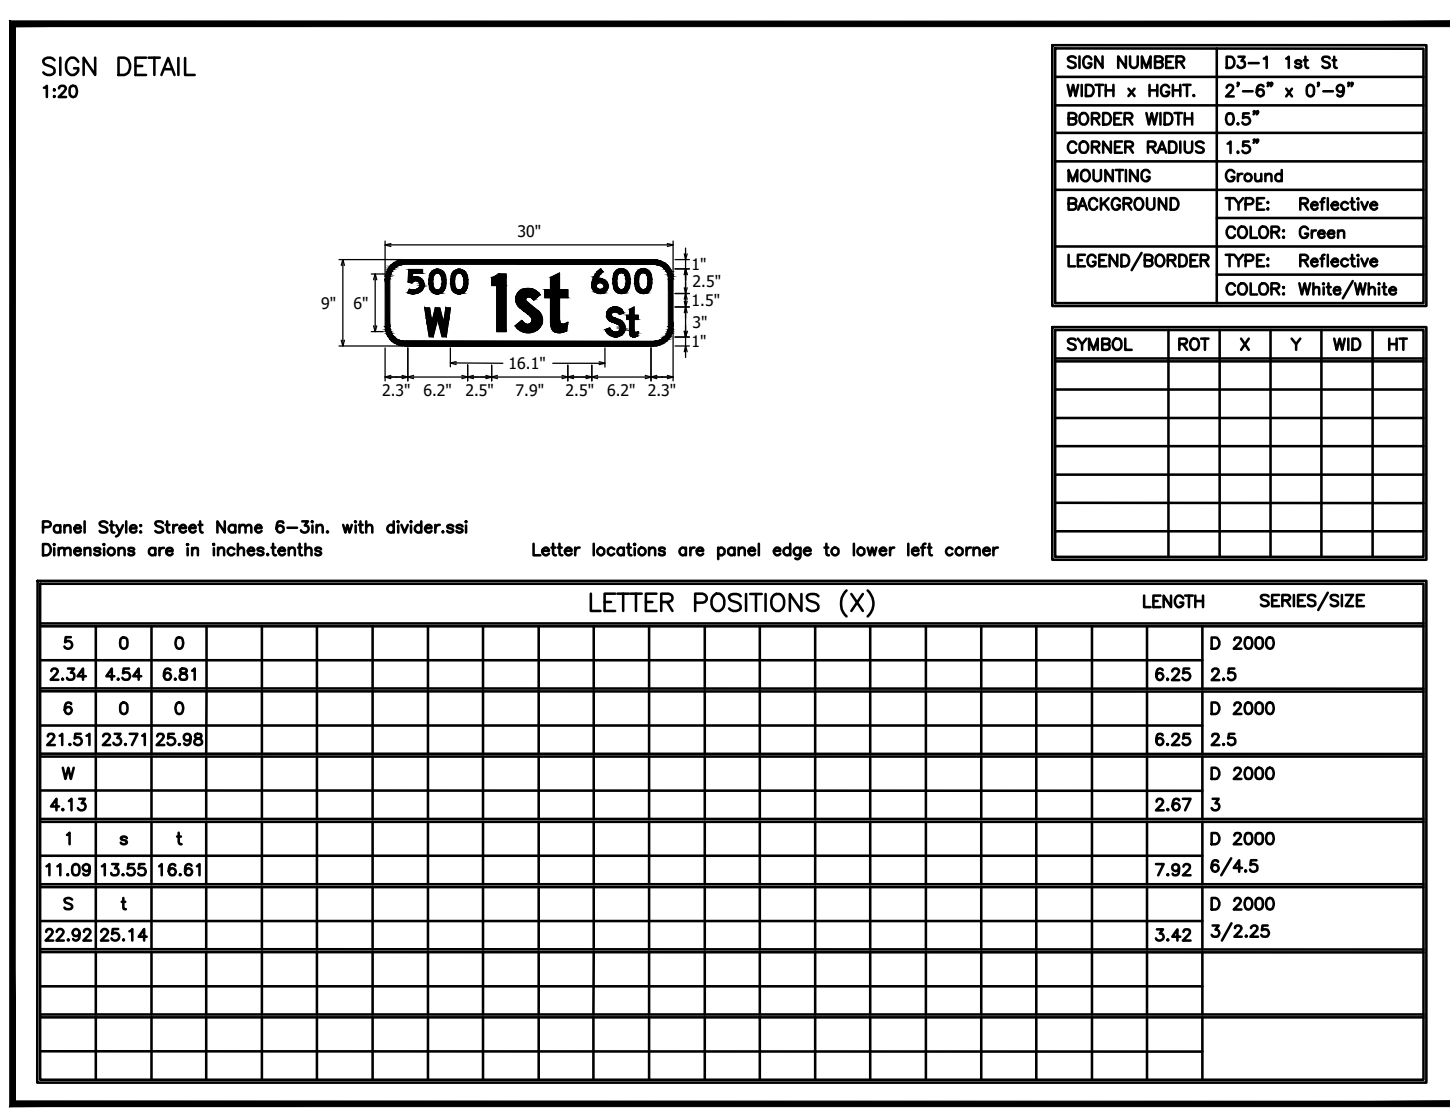 SIGN DETAIL
1:20
SIGN NUMBER D3-1 1st St
WIDTH x HGHT. 2'-6" x 0'-9"
BORDER WIDTH 0.5"
CORNER RADIUS 1.5"
MOUNTING Ground
BACKGROUND TYPE: Reflective
COLOR: Green
LEGEND/BORDER TYPE: Reflective
COLOR: White/White
30"
9" 6"
500 1st 600
W St
1"
2.5"
1.5"
3"
1"
16.1"
2.3" 6.2" 2.5" 7.9" 2.5" 6.2" 2.3"
SYMBOL ROT X Y WID HT
Panel Style: Street Name 6-3in. with divider.ssi
Dimensions are in inches.tenths Letter locations are panel edge to lower left corner
LETTER POSITIONS (X) LENGTH SERIES/SIZE
5 0 0 D 2000
2.34 4.54 6.81 6.25 2.5
6 0 0 D 2000
21.51 23.71 25.98 6.25 2.5
W D 2000
4.13 2.67 3
1 s t D 2000
11.09 13.55 16.61 7.92 6/4.5
S t D 2000
22.92 25.14 3.42 3/2.25